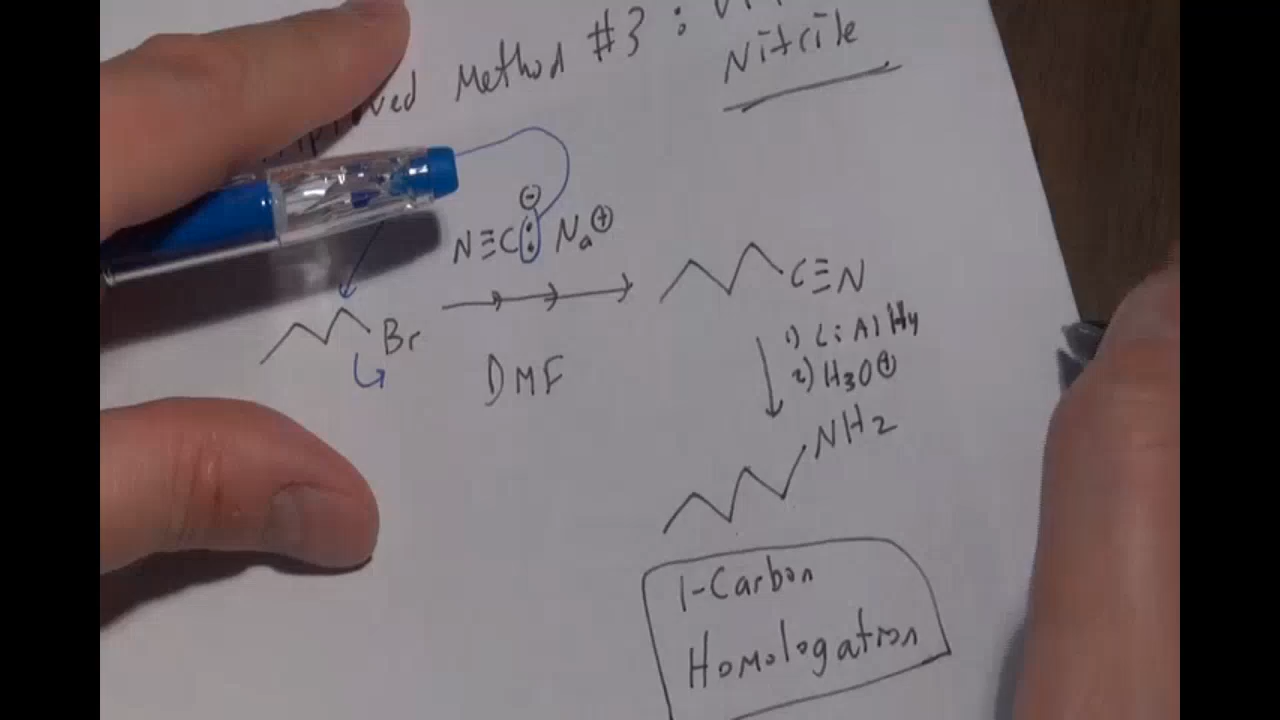 Method #3:
Nitrile
⊖
N≡C: Na⊕
Br
DMF
C≡N
1) LiAlH4
2) H3O⊕
NH2
1-Carbon
Homologation